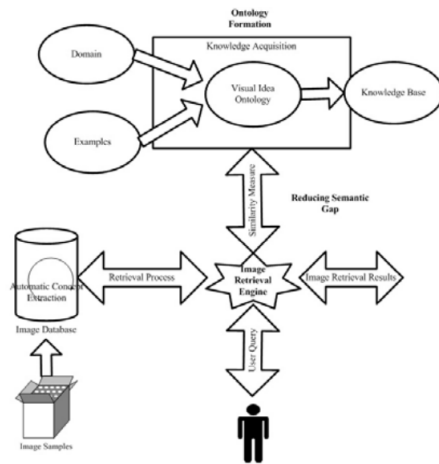 Ontology
Formation
Knowledge Acquisition
Domain
Visual Idea
Ontology
Knowledge Base
Examples
Similarity Measure
Reducing Semantic
Gap
Automatic Concept
Extraction
Retrieval Process
Image
Retrieval
Engine
Image Retrieval Results
Image Database
User Query
Image Samples